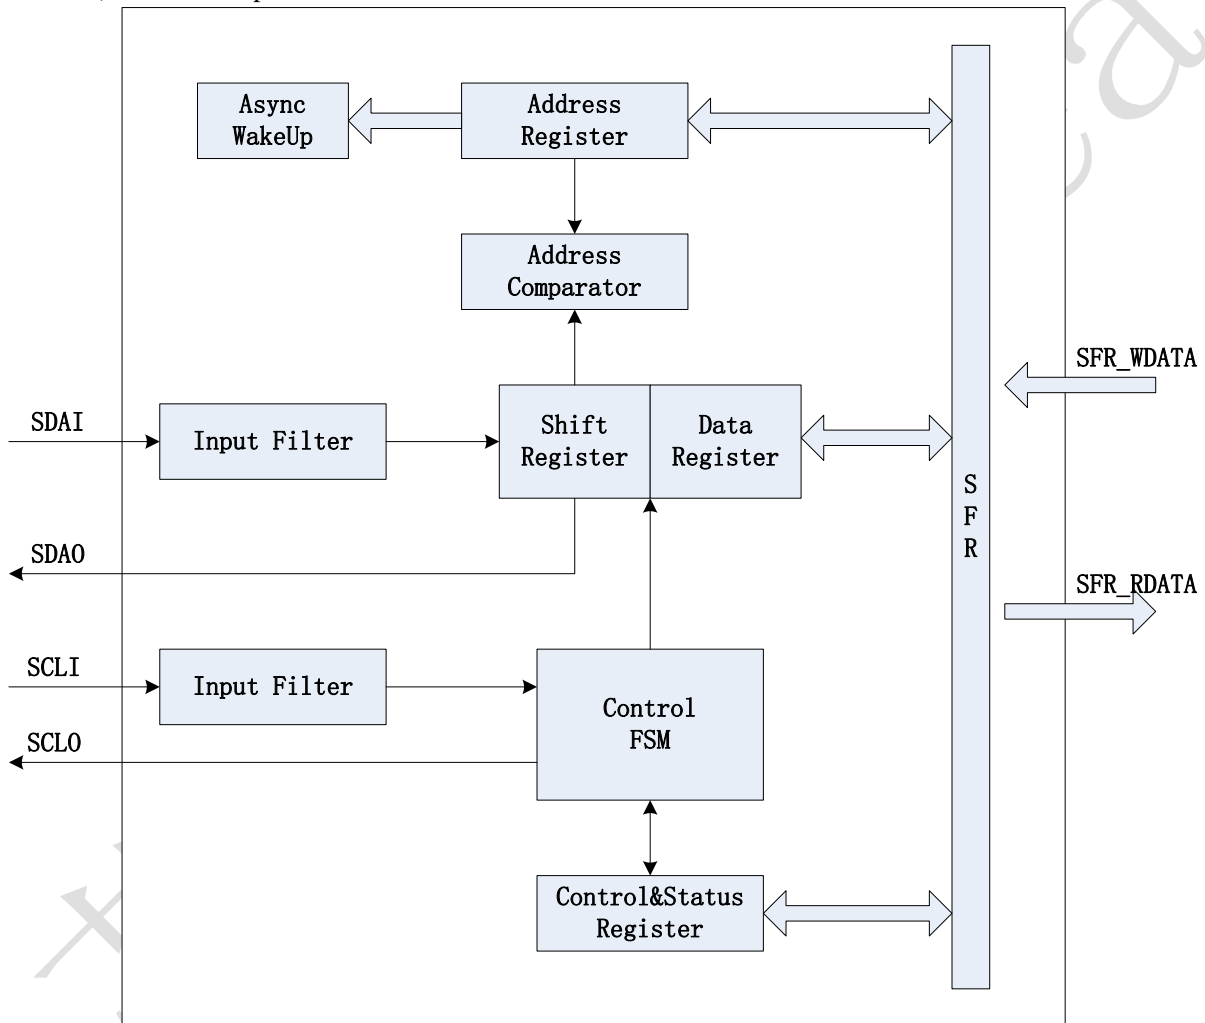 Async
WakeUp
Address
Register
Address
Comparator
SFR_WDATA
SDAI
Input Filter
Shift
Register
Data
Register
S
F
R
SDAO
SFR_RDATA
SCLI
Input Filter
Control
FSM
SCLO
Control&Status
Register